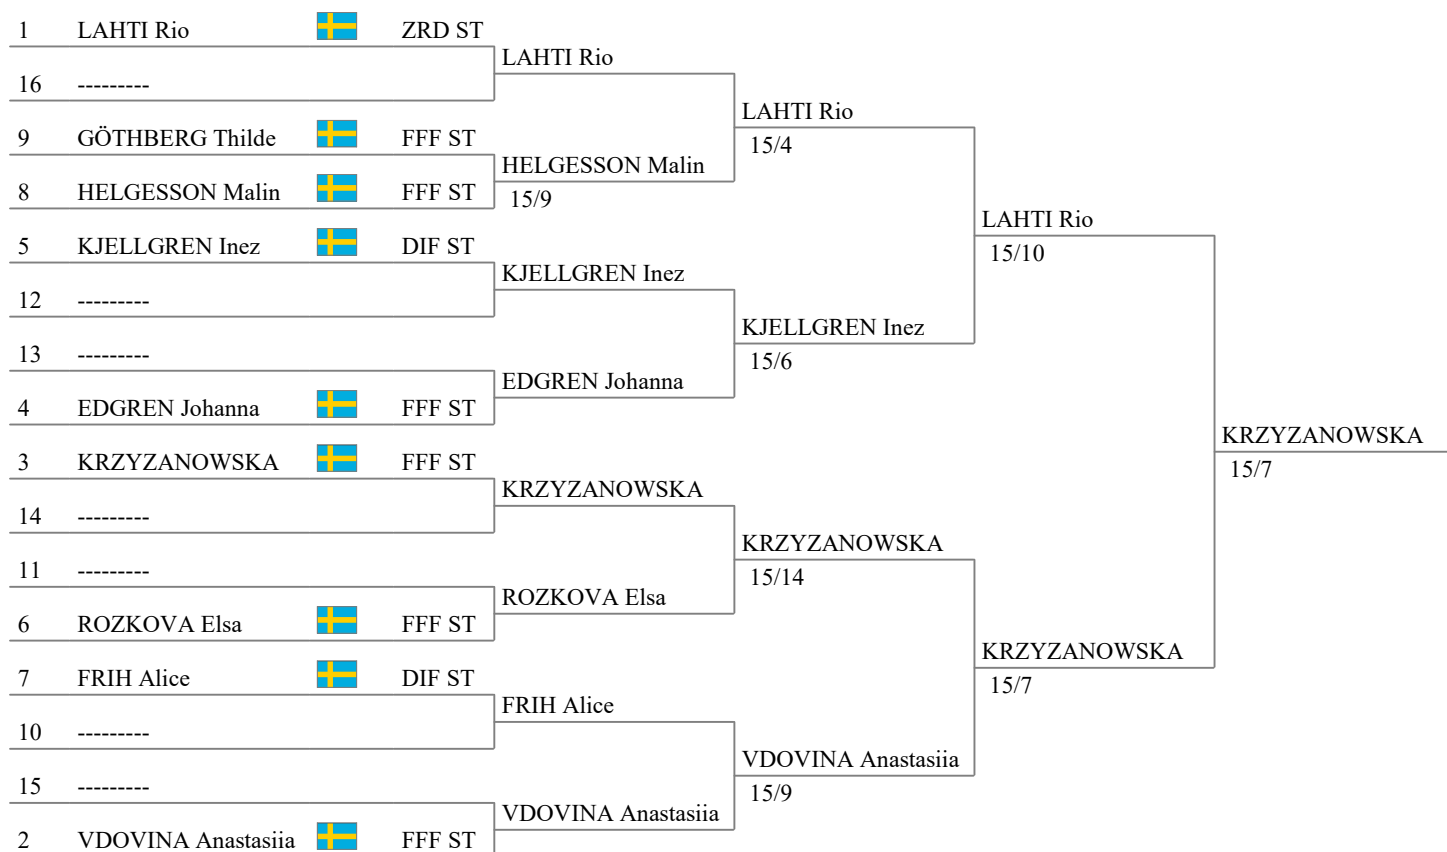 1 LAHTI Rio ZRD ST
LAHTI Rio
16 ---------
LAHTI Rio
15/4
9 GÖTHBERG Thilde FFF ST
HELGESSON Malin
15/9
8 HELGESSON Malin FFF ST
LAHTI Rio
15/10
5 KJELLGREN Inez DIF ST
KJELLGREN Inez
12 ---------
KJELLGREN Inez
15/6
13 ---------
EDGREN Johanna
4 EDGREN Johanna FFF ST
KRZYZANOWSKA
15/7
3 KRZYZANOWSKA FFF ST
KRZYZANOWSKA
14 ---------
KRZYZANOWSKA
15/14
11 ---------
ROZKOVA Elsa
6 ROZKOVA Elsa FFF ST
KRZYZANOWSKA
15/7
7 FRIH Alice DIF ST
FRIH Alice
10 ---------
VDOVINA Anastasiia
15/9
15 ---------
VDOVINA Anastasiia
2 VDOVINA Anastasiia FFF ST